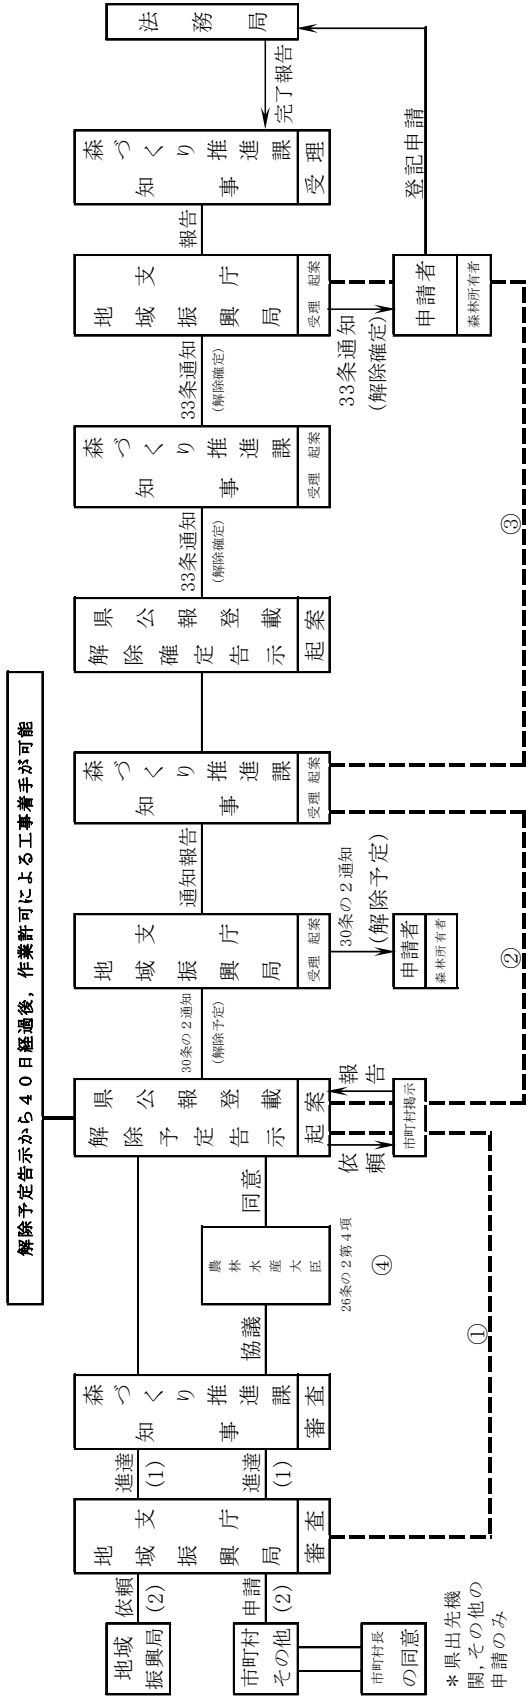 解除予定告示から４０日経過後，作業許可による工事着手が可能
地域
振興局
依頼
(2)
市町村
その他
申請
(2)
市町村長
の同意
＊県出先機
関，その他の
申請のみ
支庁
地域振興局
審査
進達
(1)
進達
(1)
森づくり推進課
知事
審査
協議
農林水産大臣
26条の２第４項
④
同意
県公報登載
解除予定告示
起案
依頼
報告
市町村掲示
①
30条の２通知
(解除予定)
支庁
地域振興局
受理 起案
30条の２通知
(解除予定)
申請者
森林所有者
通知報告
森づくり推進課
知事
受理 起案
②
県公報登載
解除確定告示
起案
33条通知
(解除確定)
森づくり推進課
知事
受理 起案
33条通知
(解除確定)
支庁
地域振興局
受理 起案
33条通知
(解除確定)
申請者
森林所有者
③
報告
森づくり推進課
知事
受理
完了報告
法務局
登記申請